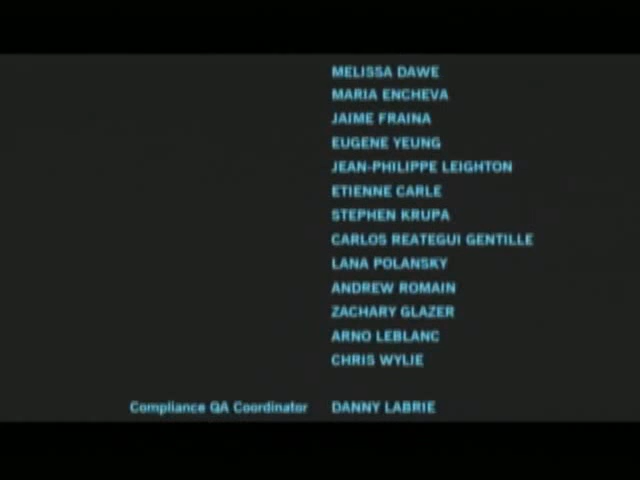 MELISSA DAWE
MARIA ENCHEVA
JAIME FRAINA
EUGENE YEUNG
JEAN-PHILIPPE LEIGHTON
ETIENNE CARLE
STEPHEN KRUPA
CARLOS REATEGUI GENTILLE
LANA POLANSKY
ANDREW ROMAIN
ZACHARY GLAZER
ARNO LEBLANC
CHRIS WYLIE
Compliance QA Coordinator DANNY LABRIE